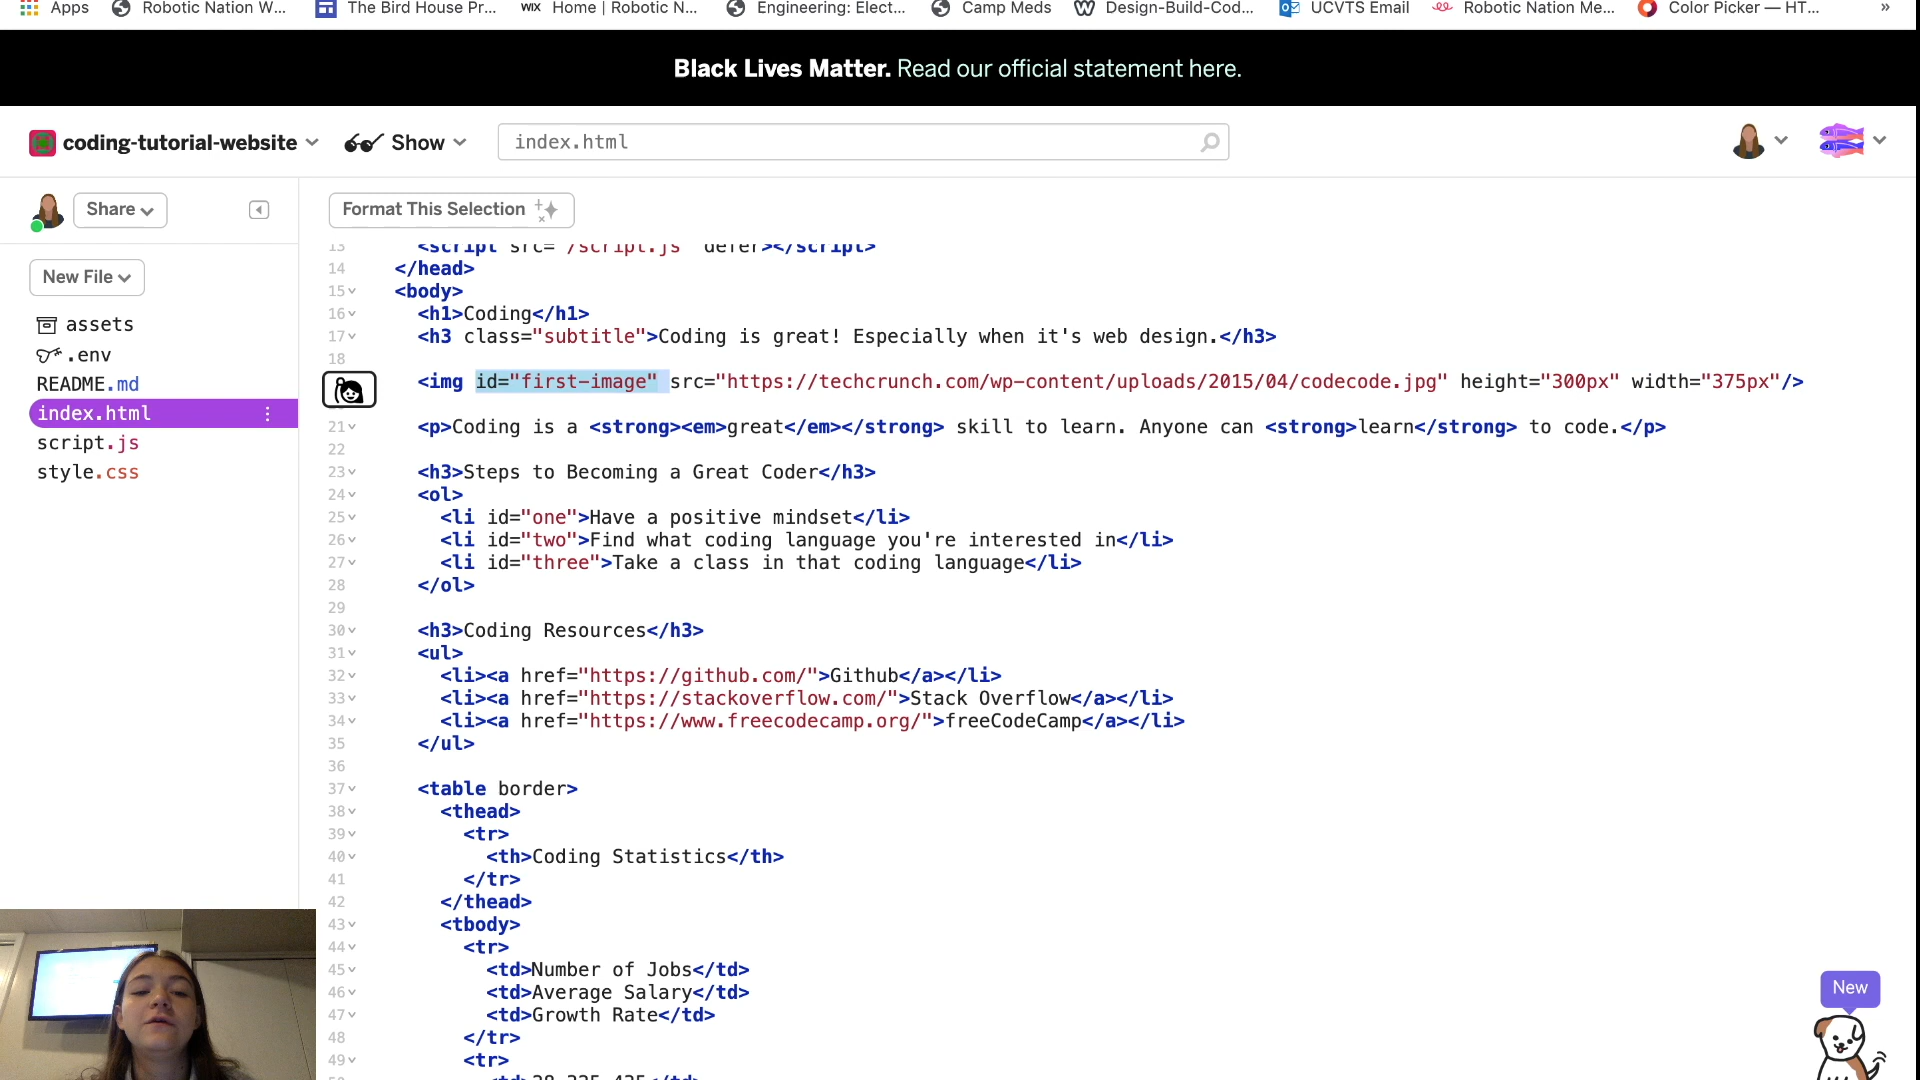 Apps Robotic Nation W... The Bird House Pr... WIX Home | Robotic N... Engineering: Elect... Camp Meds Design-Build-Cod... UCVTS Email Robotic Nation Me... Color Picker — HT... »
Black Lives Matter. Read our official statement here.
coding-tutorial-website Show index.html
Share
Format This Selection
New File
assets
.env
README.md
index.html
script.js
style.css
13 <script src="/script.js" defer></script>
14 </head>
15 <body>
16 <h1>Coding</h1>
17 <h3 class="subtitle">Coding is great! Especially when it's web design.</h3>
18
<img id="first-image" src="https://techcrunch.com/wp-content/uploads/2015/04/codecode.jpg" height="300px" width="375px"/>
21 <p>Coding is a <strong><em>great</em></strong> skill to learn. Anyone can <strong>learn</strong> to code.</p>
22
23 <h3>Steps to Becoming a Great Coder</h3>
24 <ol>
25 <li id="one">Have a positive mindset</li>
26 <li id="two">Find what coding language you're interested in</li>
27 <li id="three">Take a class in that coding language</li>
28 </ol>
29
30 <h3>Coding Resources</h3>
31 <ul>
32 <li><a href="https://github.com/">Github</a></li>
33 <li><a href="https://stackoverflow.com/">Stack Overflow</a></li>
34 <li><a href="https://www.freecodecamp.org/">freeCodeCamp</a></li>
35 </ul>
36
37 <table border>
38 <thead>
39 <tr>
40 <th>Coding Statistics</th>
41 </tr>
42 </thead>
43 <tbody>
44 <tr>
45 <td>Number of Jobs</td>
46 <td>Average Salary</td>
47 <td>Growth Rate</td>
48 </tr>
49 <tr>
New